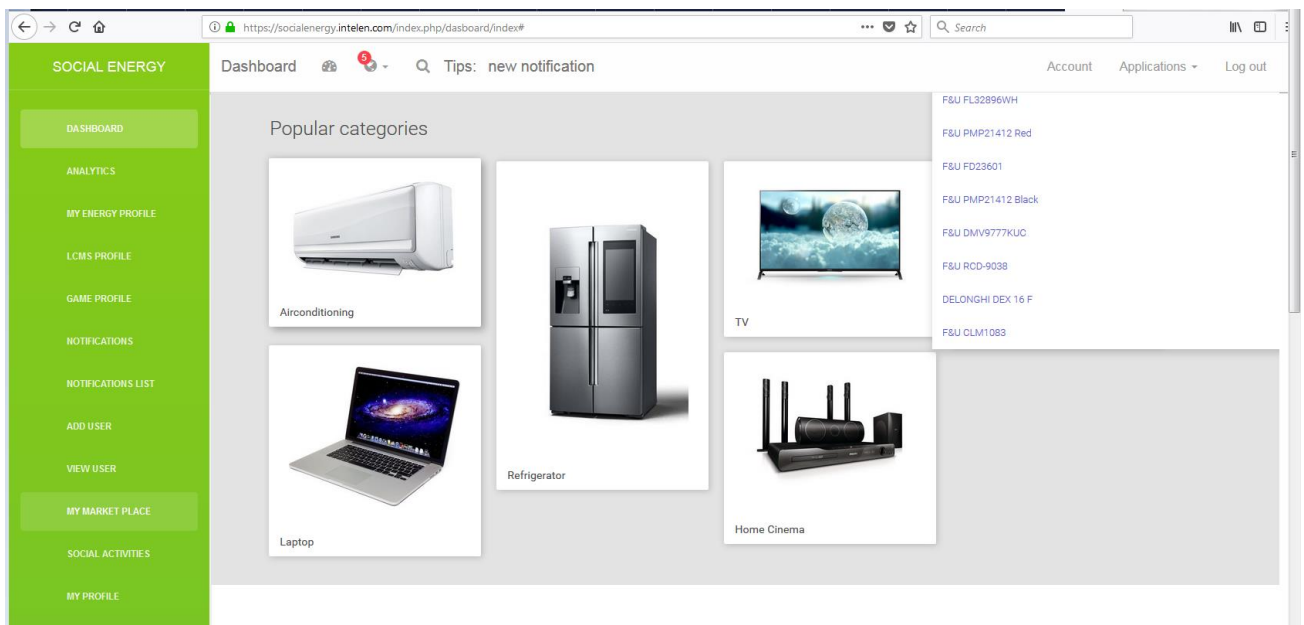 https://socialenergy.intelen.com/index.php/dasboard/index#
Search
SOCIAL ENERGY
Dashboard
5
Tips: new notification
Account
Applications
Log out
DASHBOARD
ANALYTICS
MY ENERGY PROFILE
LCMS PROFILE
GAME PROFILE
NOTIFICATIONS
NOTIFICATIONS LIST
ADD USER
VIEW USER
MY MARKET PLACE
SOCIAL ACTIVITIES
MY PROFILE
Popular categories
Airconditioning
Laptop
Refrigerator
TV
Home Cinema
F&U FL32896WH
F&U PMP21412 Red
F&U FD23601
F&U PMP21412 Black
F&U DMV9777KUC
F&U RCD-9038
DELONGHI DEX 16 F
F&U CLM1083